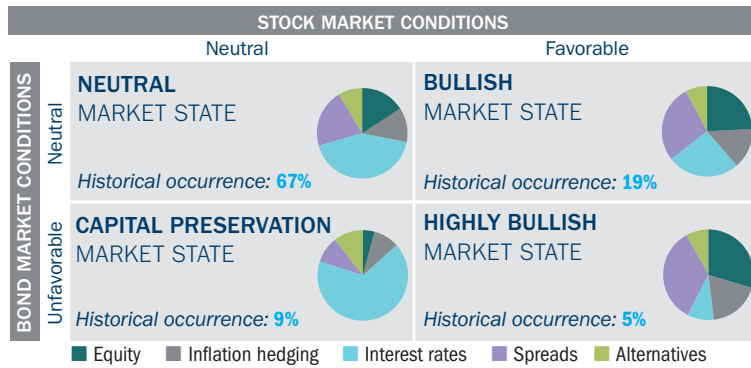 STOCK MARKET CONDITIONS
Neutral
Favorable
BOND MARKET CONDITIONS
Neutral
NEUTRAL
MARKET STATE
Historical occurrence: 67%
BULLISH
MARKET STATE
Historical occurrence: 19%
Unfavorable
CAPITAL PRESERVATION
MARKET STATE
Historical occurrence: 9%
HIGHLY BULLISH
MARKET STATE
Historical occurrence: 5%
Equity
Inflation hedging
Interest rates
Spreads
Alternatives